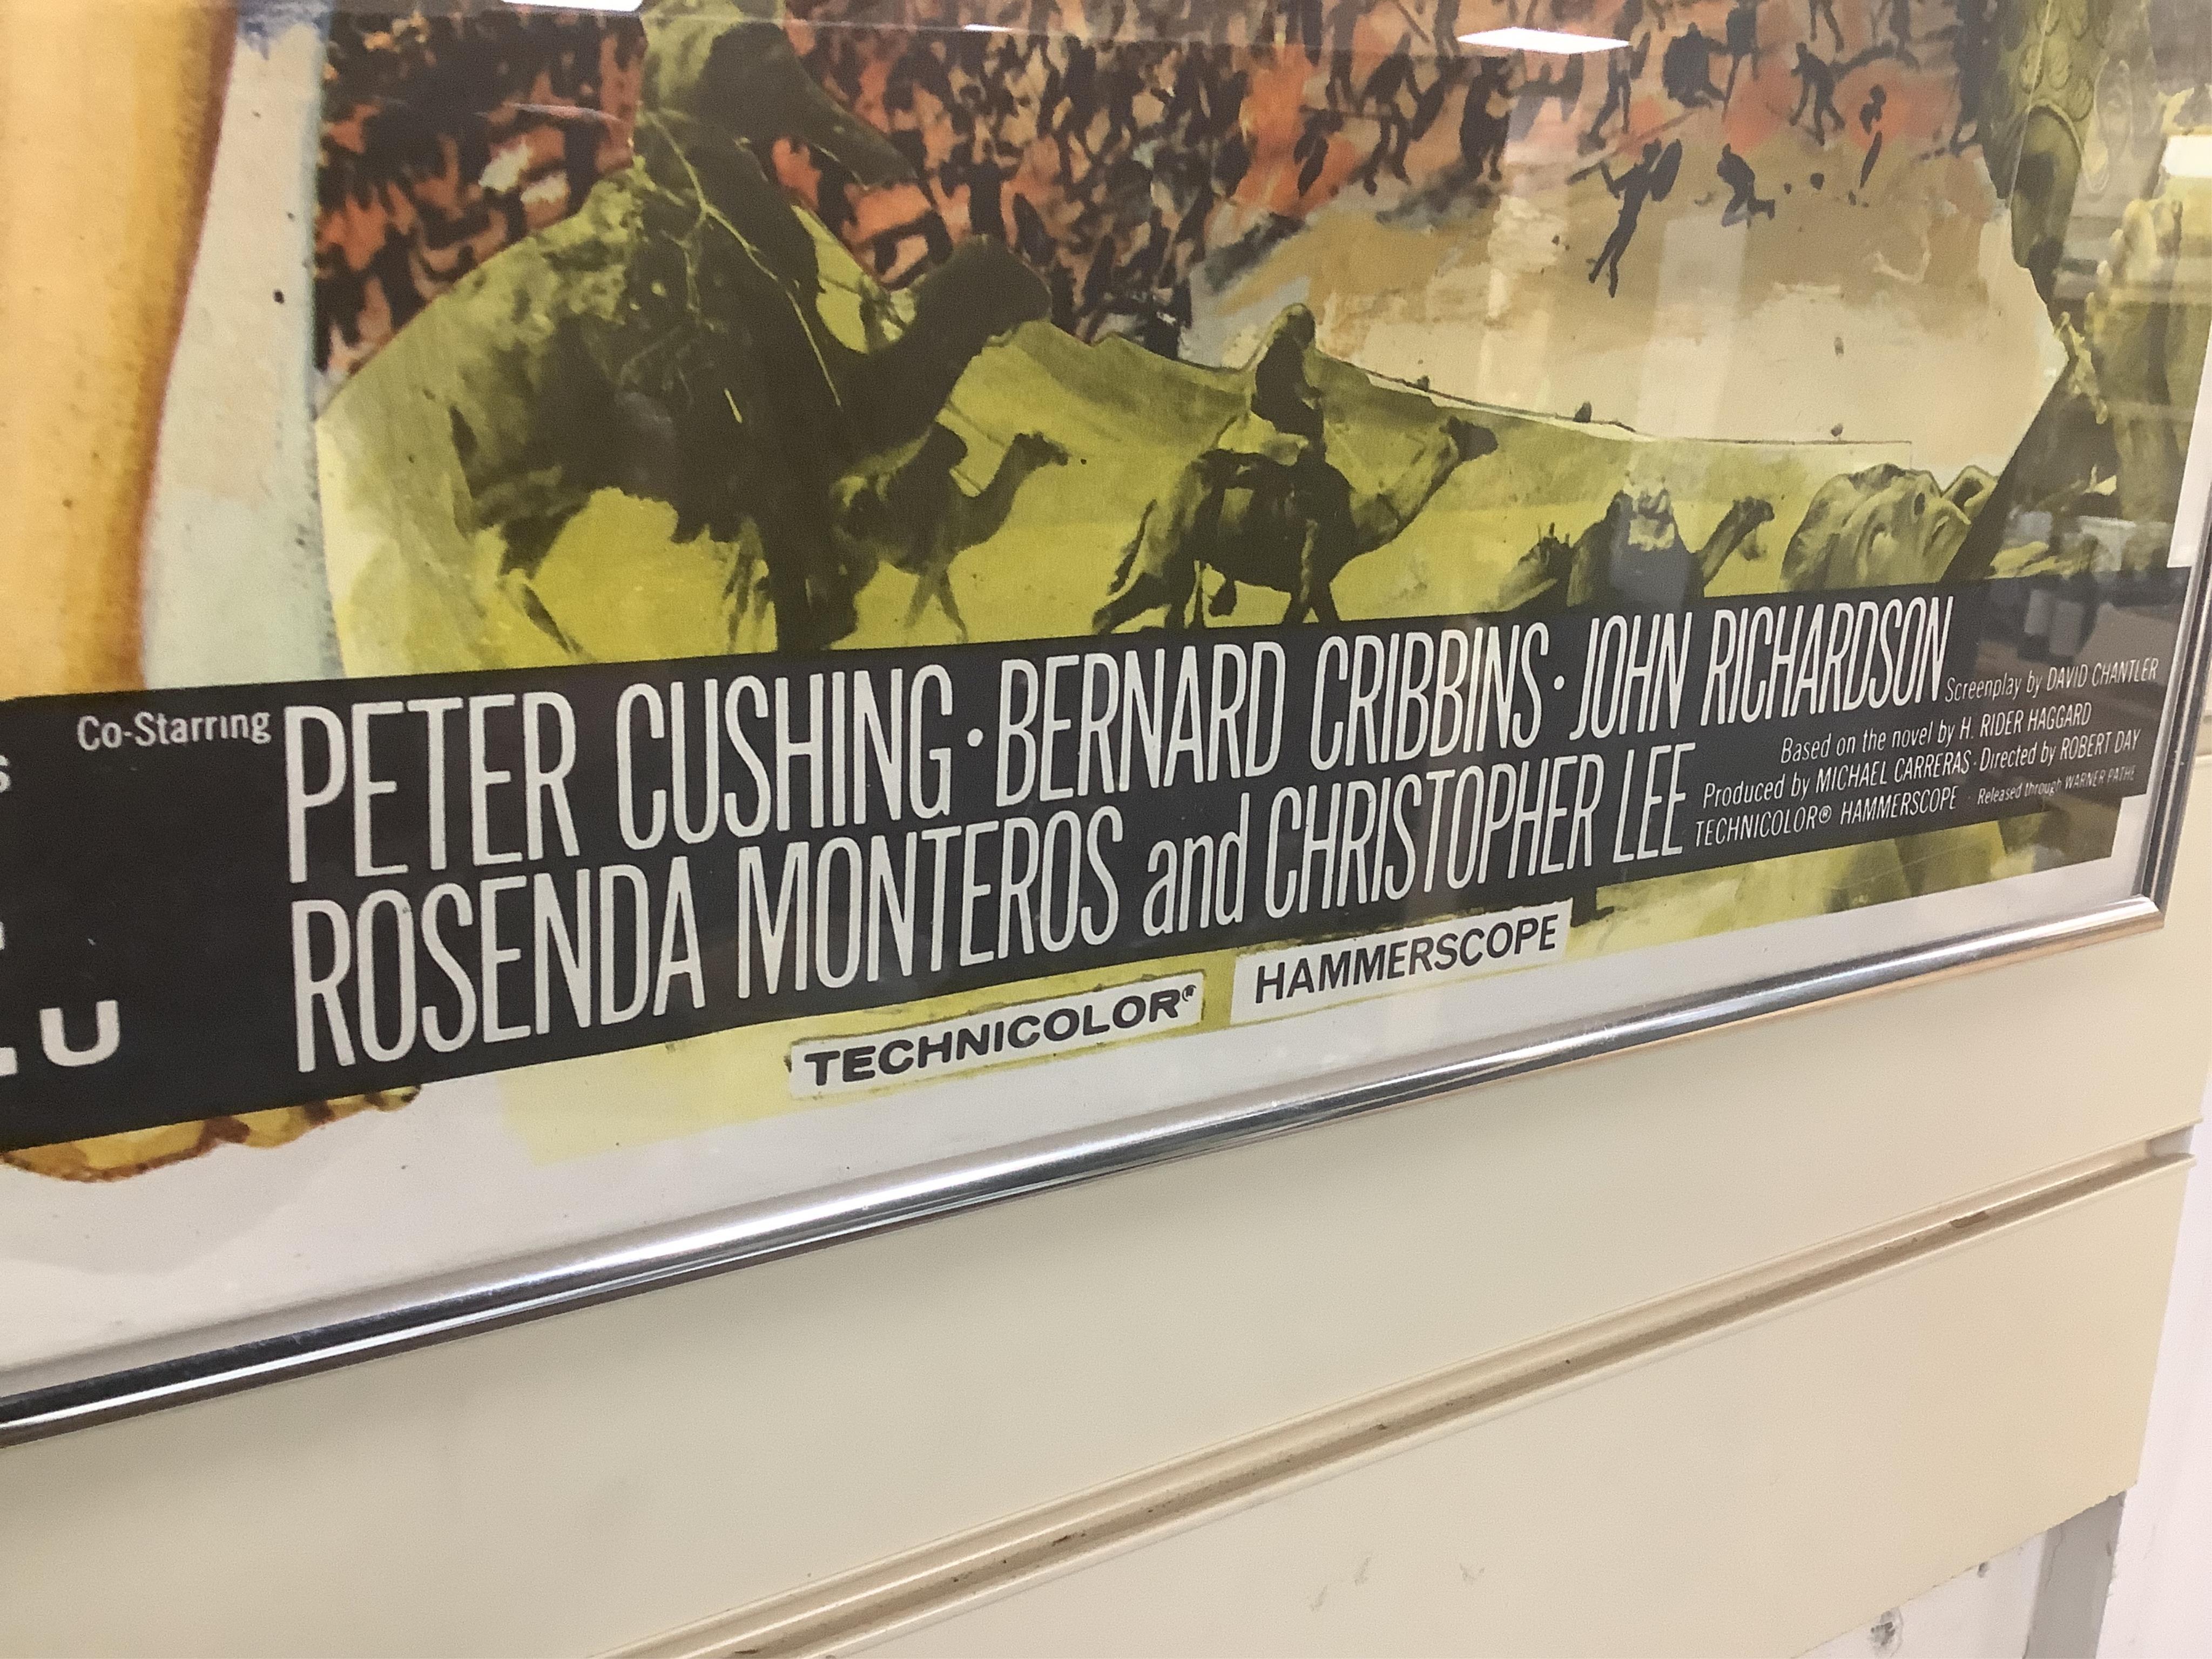 Co-Starring PETER CUSHING · BERNARD CRIBBINS · JOHN RICHARDSON
ROSENDA MONTEROS and CHRISTOPHER LEE
Screenplay by DAVID CHANTLER
Based on the novel by H. RIDER HAGGARD
Produced by MICHAEL CARRERAS · Directed by ROBERT DAY
TECHNICOLOR® HAMMERSCOPE · Released through WARNER PATHE
U
TECHNICOLOR® HAMMERSCOPE